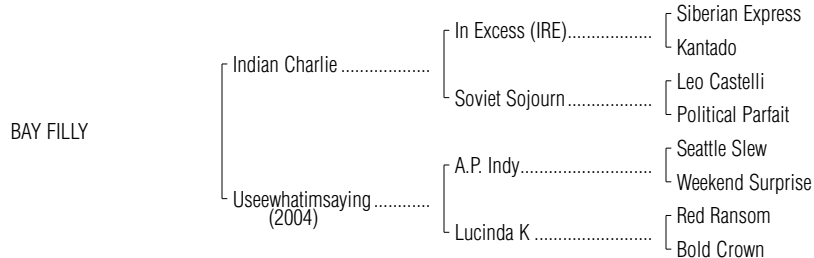 Siberian Express
In Excess (IRE)...................
Kantado
Indian Charlie ....................
Leo Castelli
Soviet Sojourn...................
Political Parfait
BAY FILLY
Seattle Slew
A.P. Indy.............................
Weekend Surprise
Useewhatimsaying............
(2004)
Red Ransom
Lucinda K ..........................
Bold Crown